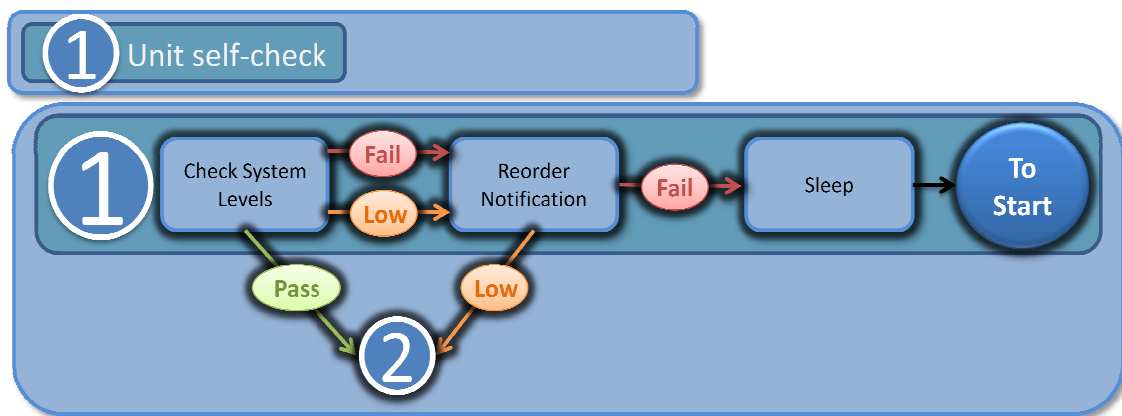 1 Unit self-check
1
Check System
Levels
Fail
Low
Reorder
Notification
Fail
Sleep
To
Start
Pass
Low
2